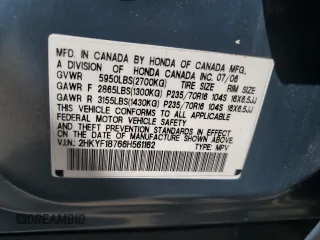 MFD. IN CANADA BY HONDA OF CANADA MFG.,
A DIVISION OF HONDA CANADA INC. 07/06
GVWR 5950LBS(2700KG) TIRE SIZE RIM SIZE
GAWR F 2865LBS(1300KG) P235/70R16 104S 16X6.5JJ
GAWR R 3155LBS(1430KG) P235/70R16 104S 16X6.5JJ
THIS VEHICLE CONFORMS TO ALL APPLICABLE
FEDERAL MOTOR VEHICLE SAFETY AND
THEFT PREVENTION STANDARDS IN EFFECT
ON THE DATE OF MANUFACTURE SHOWN ABOVE.
V.I.N.: 2HKYF18766H561162 TYPE: MPV
DREAMBID